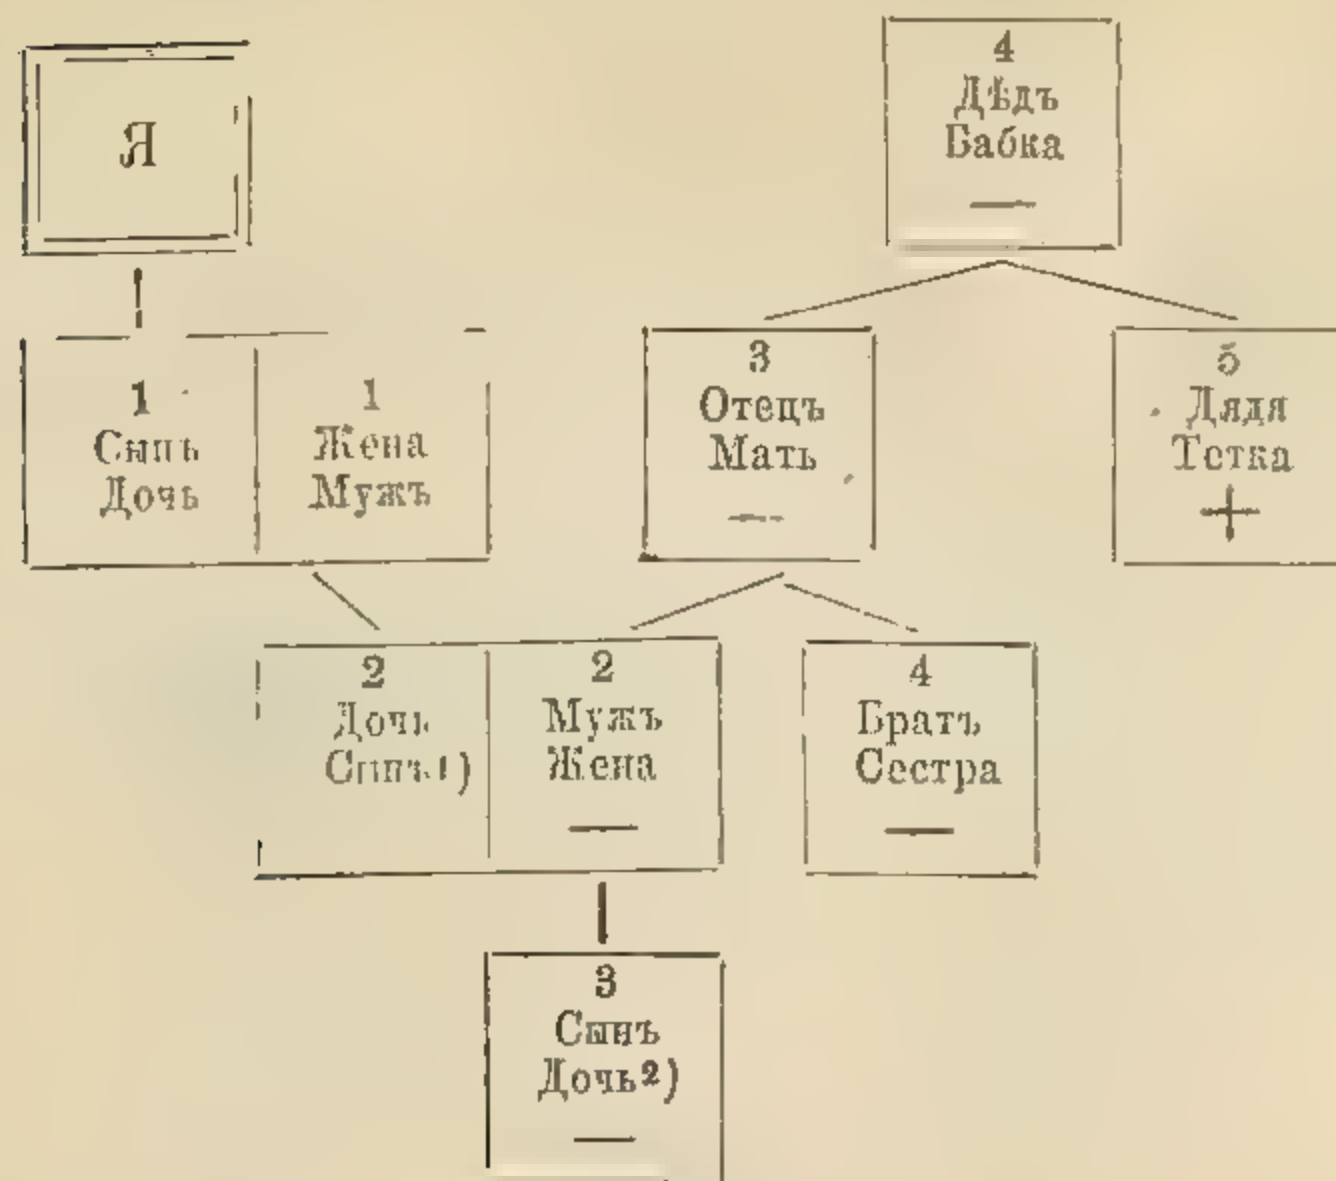 Я
4
Дѣдъ
Бабка
—
1
Сынъ
Дочь
1
Жена
Мужъ
3
Отецъ
Мать
—
5
Дядя
Тетка
+
2
Дочь
Сынъ1)
2
Мужъ
Жена
—
4
Братъ
Сестра
—
3
Сынъ
Дочь2)
—